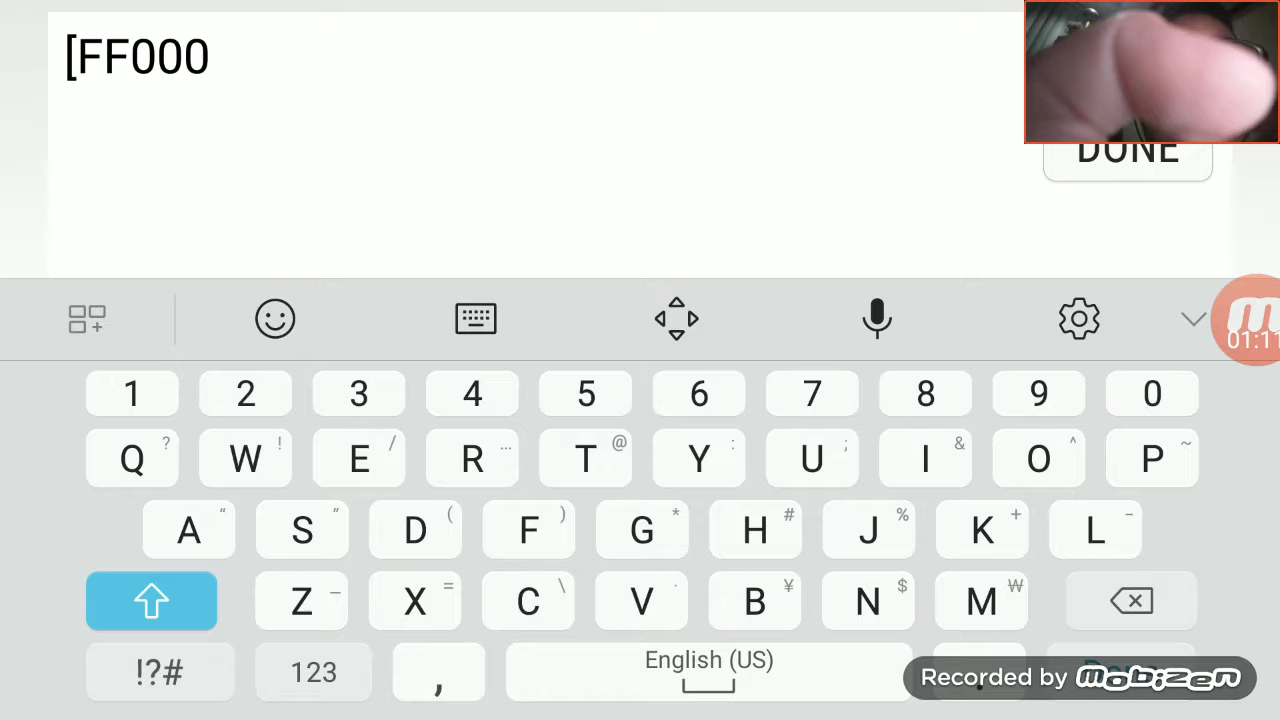 [FF000
DONE
01:11
1 2 3 4 5 6 7 8 9 0
Q ? W ! E / R ... T @ Y : U ; I & O ^ P ~
A " S " D ( F ) G * H # J % K + L -
Z _ X = C \ V · B ¥ N $ M ₩
!?# 123 , English (US) .
Recorded by mobizen